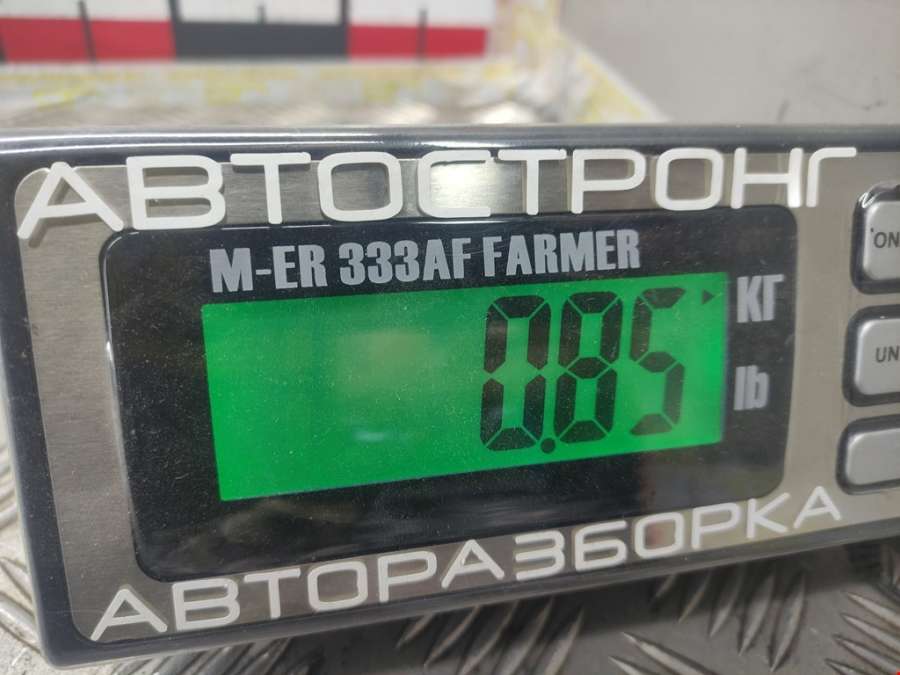 АВТОСТРОНГ
M-ER 333AF FARMER
0.85
КГ
lb
ON
UN
АВТОРАЗБОРКА